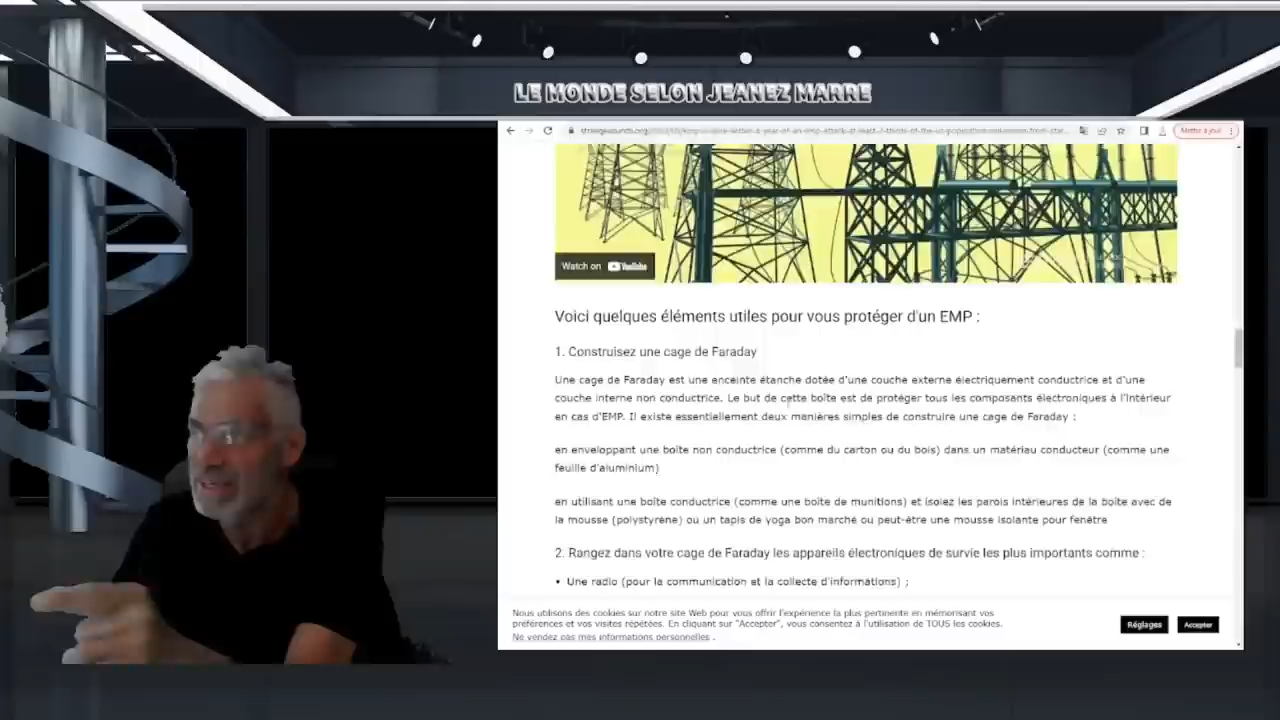 LE MONDE SELON JEANEZ MARRE
Mettre à jour
Watch on YouTube
Voici quelques éléments utiles pour vous protéger d'un EMP :
1. Construisez une cage de Faraday
Une cage de Faraday est une enceinte étanche dotée d'une couche externe électriquement conductrice et d'une
couche interne non conductrice. Le but de cette boîte est de protéger tous les composants électroniques à l'intérieur
en cas d'EMP. Il existe essentiellement deux manières simples de construire une cage de Faraday :
en enveloppant une boîte non conductrice (comme du carton ou du bois) dans un matériau conducteur (comme une
feuille d'aluminium)
en utilisant une boîte conductrice (comme une boîte de munitions) et isolez les parois intérieures de la boîte avec de
la mousse (polystyrène) ou un tapis de yoga bon marché ou peut-être une mousse isolante pour fenêtre
2. Rangez dans votre cage de Faraday les appareils électroniques de survie les plus importants comme :
• Une radio (pour la communication et la collecte d'informations) ;
Nous utilisons des cookies sur notre site Web pour vous offrir l'expérience la plus pertinente en mémorisant vos
préférences et vos visites répétées. En cliquant sur "Accepter", vous consentez à l'utilisation de TOUS les cookies.
Ne vendez pas mes informations personnelles .
Réglages
Accepter